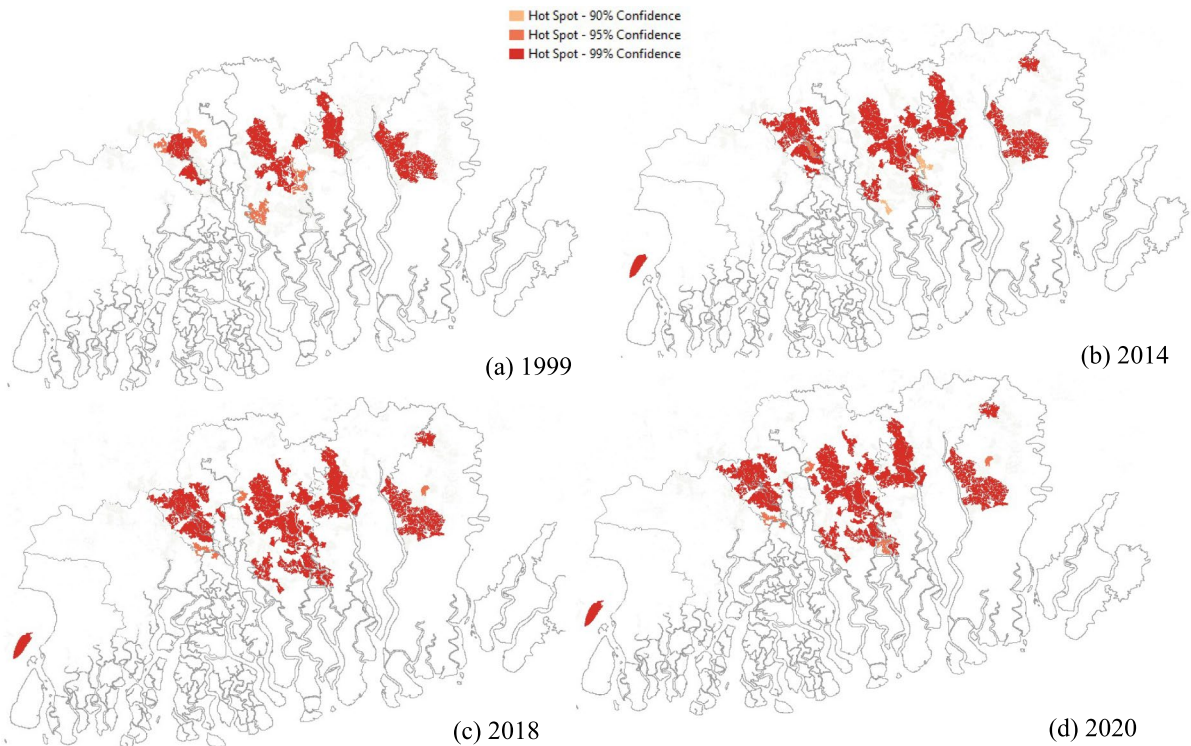 Hot Spot - 90% Confidence
Hot Spot - 95% Confidence
Hot Spot - 99% Confidence
(a) 1999
(b) 2014
(c) 2018
(d) 2020